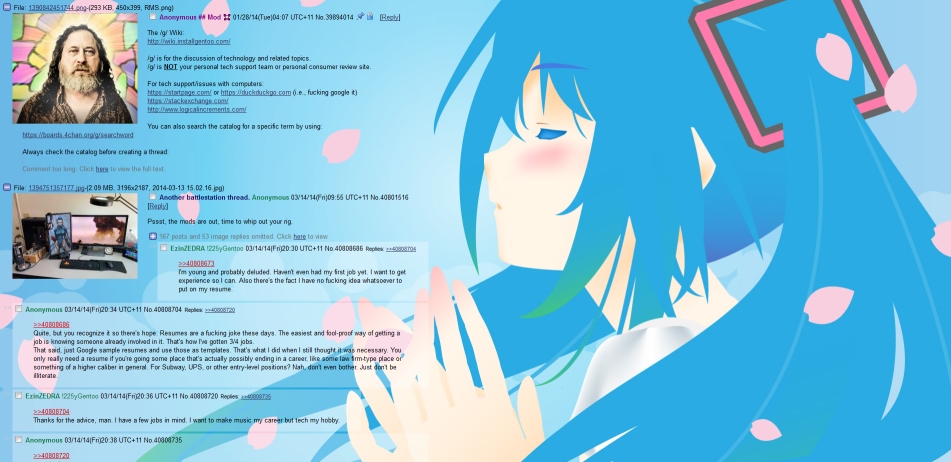 File: 1390842451744.png-(293 KB, 450x399, RMS.png)
Anonymous ## Mod 01/28/14(Tue)04:07 UTC+11 No.39894014 [Reply]
The /g/ Wiki:
http://wiki.installgentoo.com/
/g/ is for the discussion of technology and related topics.
/g/ is NOT your personal tech support team or personal consumer review site.
For tech support/issues with computers:
https://startpage.com/ or https://duckduckgo.com (i.e., fucking google it)
https://stackexchange.com/
http://www.logicalincrements.com/
You can also search the catalog for a specific term by using:
https://boards.4chan.org/g/searchword
Always check the catalog before creating a thread:
Comment too long. Click here to view the full text.
File: 1394751357177.jpg-(2.09 MB, 3196x2187, 2014-03-13 15.02.16.jpg)
Another battlestation thread. Anonymous 03/14/14(Fri)09:55 UTC+11 No.40801516
[Reply]
Pssst, the mods are out, time to whip out your rig.
167 posts and 53 image replies omitted. Click here to view.
EzinZEDRA !225yGentoo 03/14/14(Fri)20:30 UTC+11 No.40808686 Replies: >>40808704
>>40808673
I'm young and probably deluded. Haven't even had my first job yet. I want to get
experience so I can. Also there's the fact I have no fucking idea whatsoever to
put on my resume.
Anonymous 03/14/14(Fri)20:34 UTC+11 No.40808704 Replies: >>40808720
>>40808686
Quite, but you recognize it so there's hope. Resumes are a fucking joke these days. The easiest and fool-proof way of getting a
job is knowing someone already involved in it. That's how I've gotten 3/4 jobs.
That said, just Google sample resumes and use those as templates. That's what I did when I still thought it was necessary. You
only really need a resume if you're going some place that's actually possibly ending in a career, like some law firm-type place or
something of a higher caliber in general. For Subway, UPS, or other entry-level positions? Nah, don't even bother. Just don't be
illiterate.
EzinZEDRA !225yGentoo 03/14/14(Fri)20:36 UTC+11 No.40808720 Replies: >>40808735
>>40808704
Thanks for the advice, man. I have a few jobs in mind. I want to make music my career but tech my hobby.
Anonymous 03/14/14(Fri)20:38 UTC+11 No.40808735
>>40808720